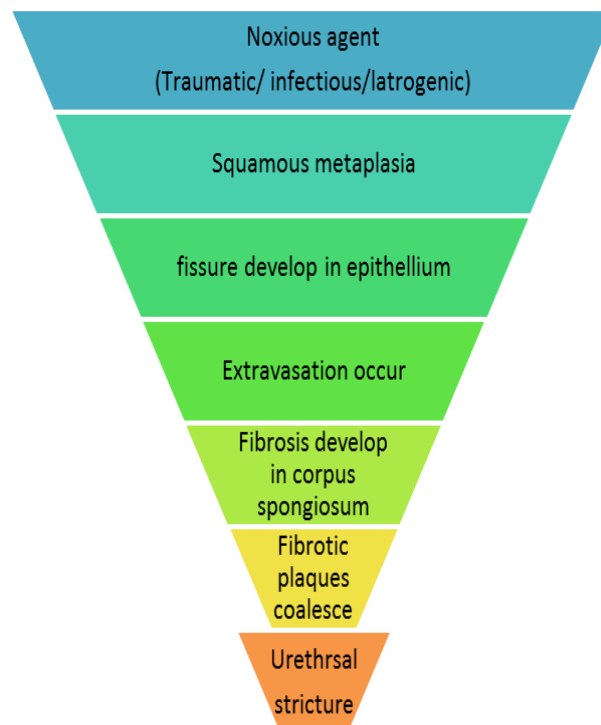 Noxious agent
(Traumatic/ infectious/Iatrogenic)
Squamous metaplasia
fissure develop in epithellium
Extravasation occur
Fibrosis develop
in corpus
spongiosum
Fibrotic
plaques
coalesce
Urethrsal
stricture